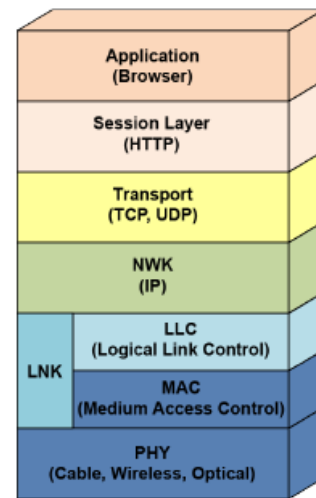 Application
(Browser)
Session Layer
(HTTP)
Transport
(TCP, UDP)
NWK
(IP)
LNK
LLC
(Logical Link Control)
MAC
(Medium Access Control)
PHY
(Cable, Wireless, Optical)